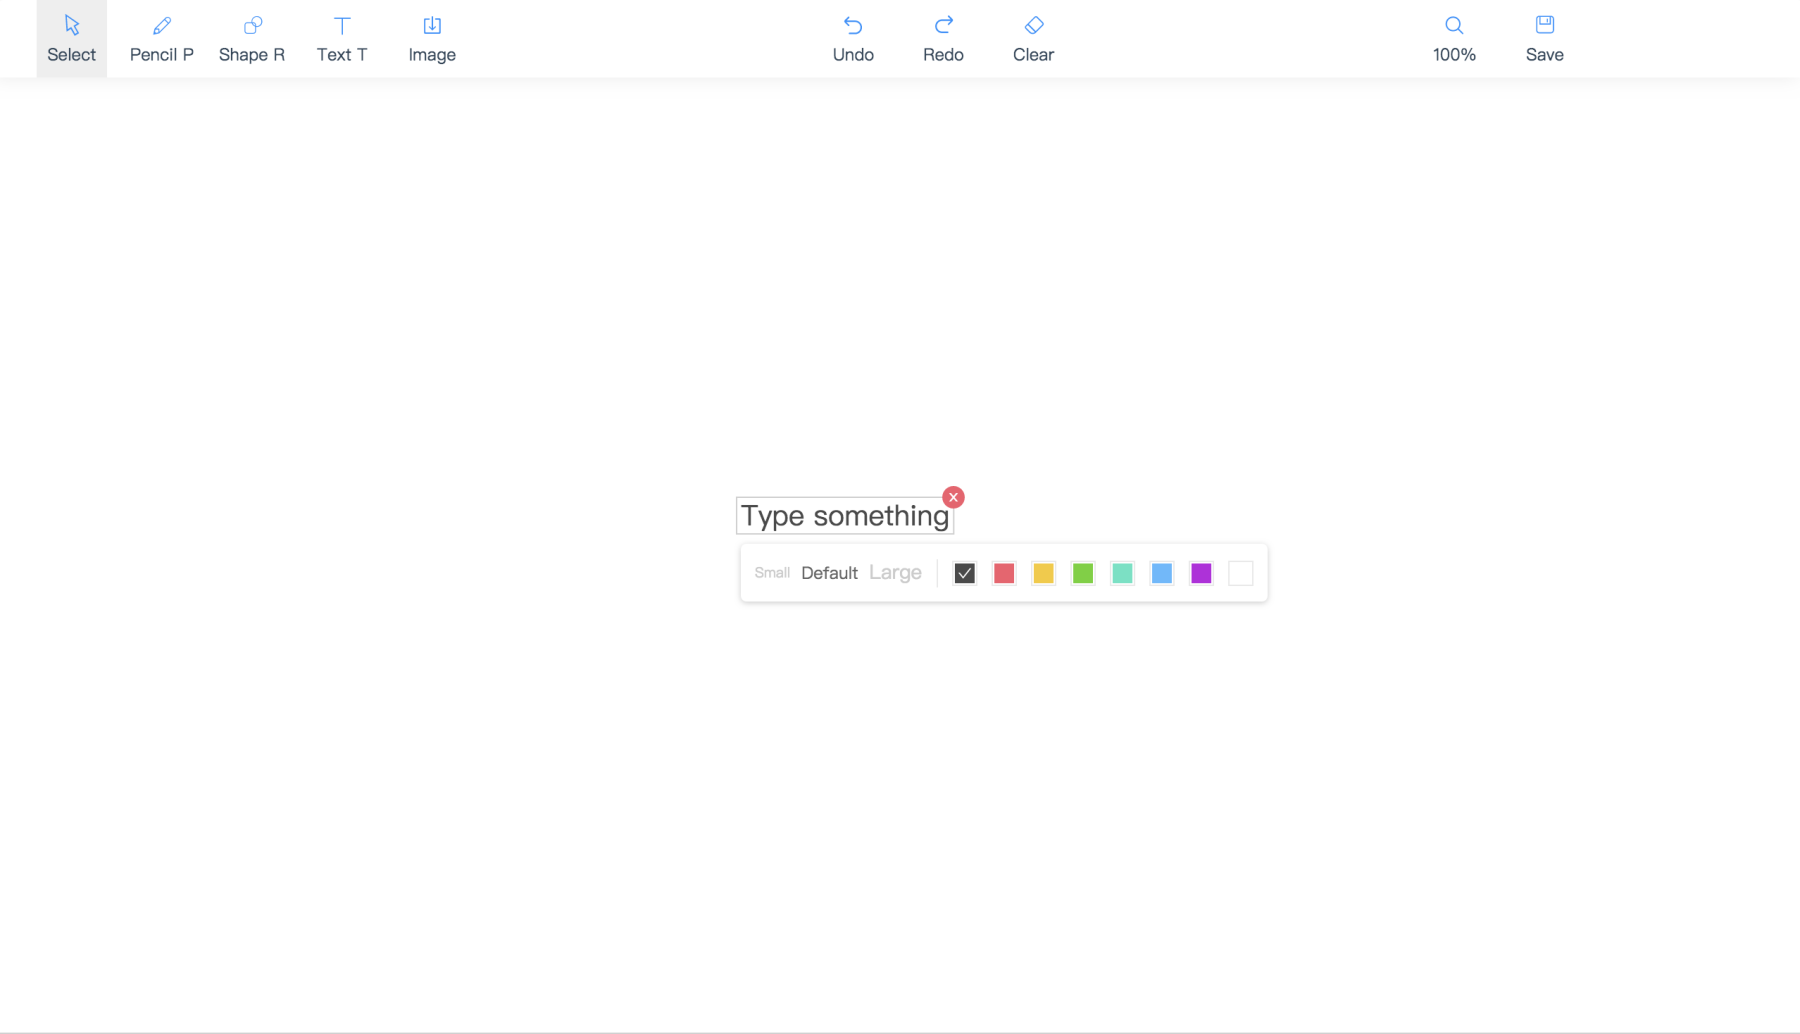 Select Pencil P Shape R Text T Image Undo Redo Clear 100% Save
Type something
Small Default Large